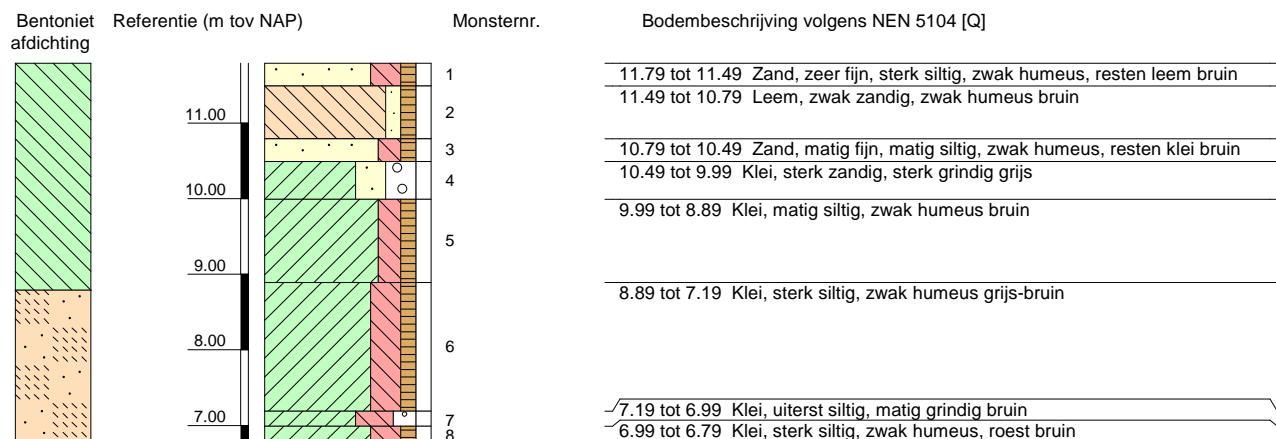 Bentoniet afdichting
Referentie (m tov NAP)
Monsternr.
Bodembeschrijving volgens NEN 5104 [Q]
1
11.79 tot 11.49 Zand, zeer fijn, sterk siltig, zwak humeus, resten leem bruin
11.00
2
11.49 tot 10.79 Leem, zwak zandig, zwak humeus bruin
3
10.79 tot 10.49 Zand, matig fijn, matig siltig, zwak humeus, resten klei bruin
10.00
4
10.49 tot 9.99 Klei, sterk zandig, sterk grindig grijs
9.00
5
9.99 tot 8.89 Klei, matig siltig, zwak humeus bruin
8.00
6
8.89 tot 7.19 Klei, sterk siltig, zwak humeus grijs-bruin
7.00
7
7.19 tot 6.99 Klei, uiterst siltig, matig grindig bruin
8
6.99 tot 6.79 Klei, sterk siltig, zwak humeus, roest bruin